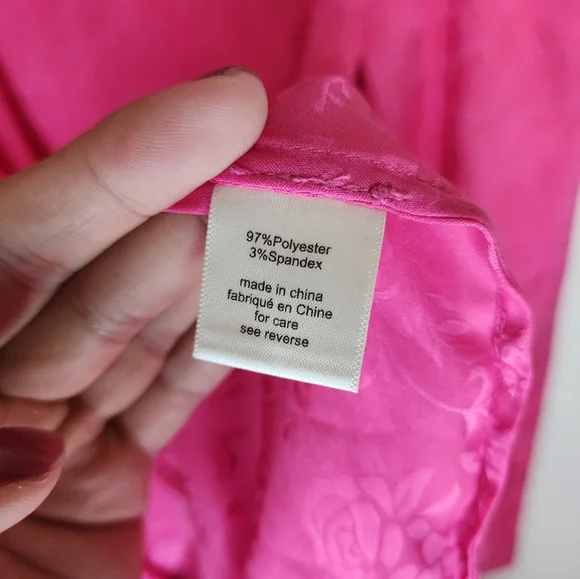 97%Polyester
3%Spandex
made in china
fabriqué en Chine
for care
see reverse